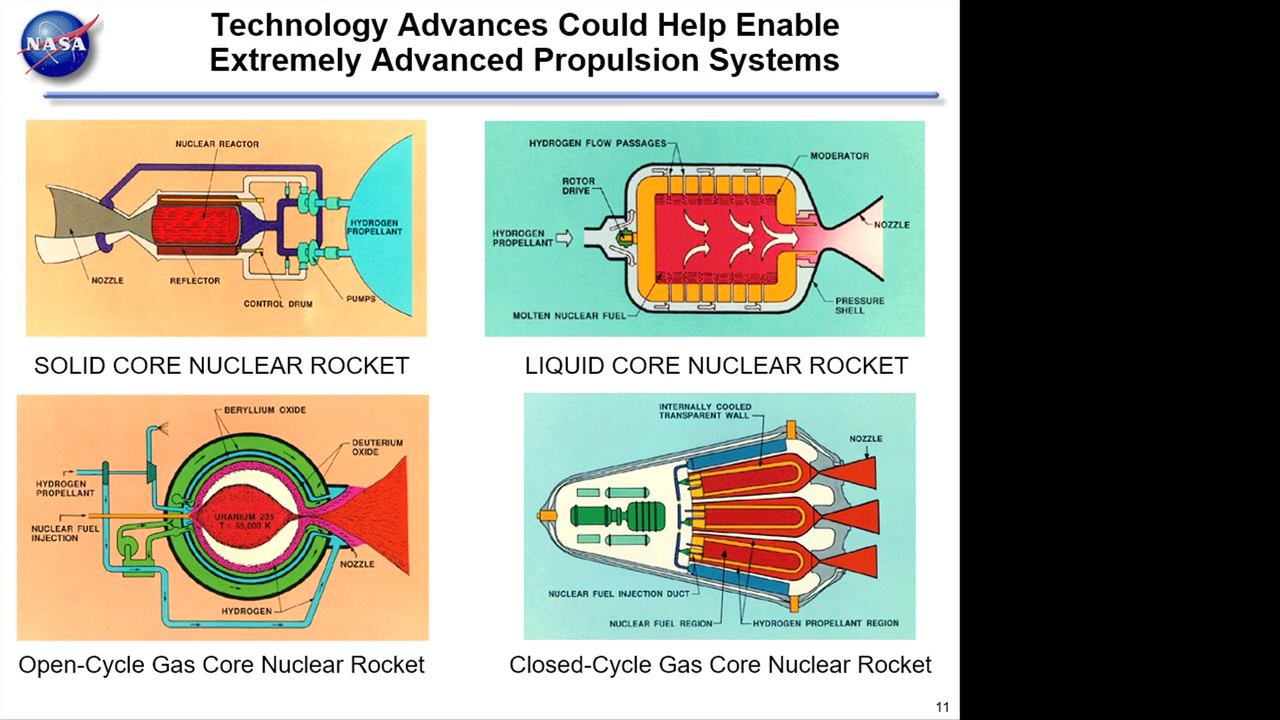 NASA
Technology Advances Could Help Enable
Extremely Advanced Propulsion Systems
NUCLEAR REACTOR
HYDROGEN
PROPELLANT
NOZZLE
REFLECTOR
CONTROL DRUM
PUMPS
SOLID CORE NUCLEAR ROCKET
HYDROGEN FLOW PASSAGES
MODERATOR
ROTOR
DRIVE
HYDROGEN
PROPELLANT
NOZZLE
PRESSURE
SHELL
MOLTEN NUCLEAR FUEL
LIQUID CORE NUCLEAR ROCKET
BERYLLIUM OXIDE
DEUTERIUM
OXIDE
HYDROGEN
PROPELLANT
URANIUM 235
T = 55,000 K
NUCLEAR FUEL
INJECTION
NOZZLE
HYDROGEN
Open-Cycle Gas Core Nuclear Rocket
INTERNALLY COOLED
TRANSPARENT WALL
NOZZLE
NUCLEAR FUEL INJECTION DUCT
NUCLEAR FUEL REGION
HYDROGEN PROPELLANT REGION
Closed-Cycle Gas Core Nuclear Rocket
11